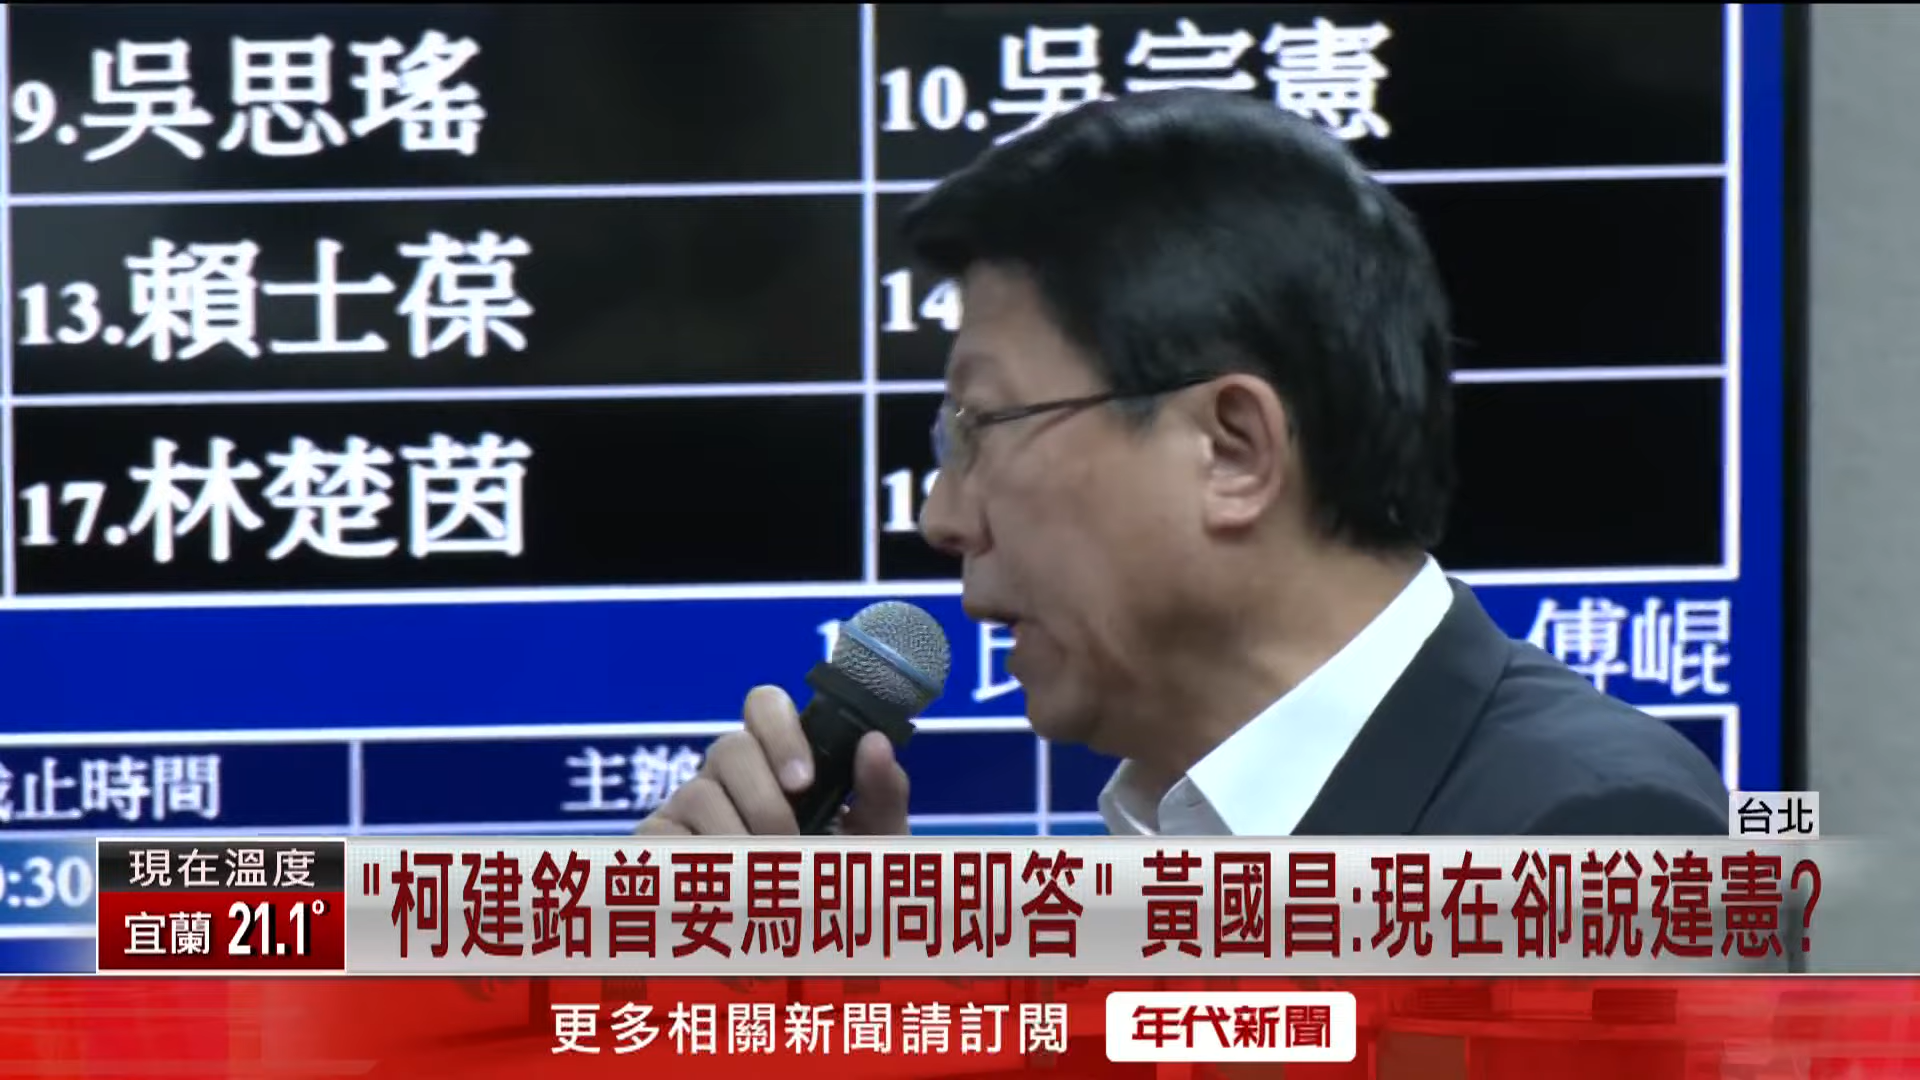 9.吳思瑤
10.吳宗憲
13.賴士葆
14
17.林楚茵
傅崐
止時間
主辦
:30
台北
現在溫度
宜蘭 21.1°
"柯建銘曾要馬即問即答" 黃國昌:現在卻說違憲?
更多相關新聞請訂閱 年代新聞